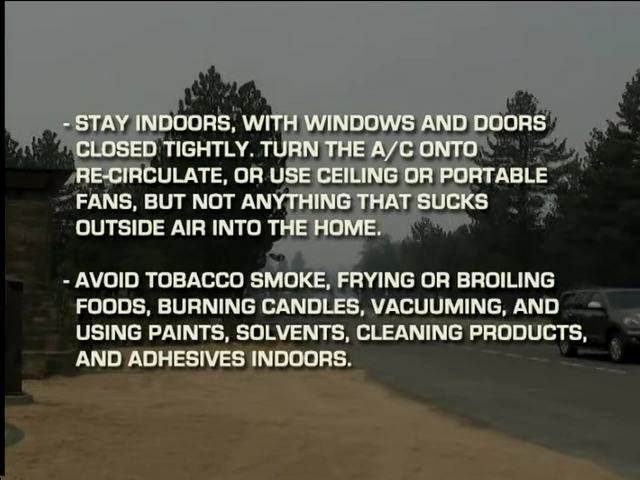 - STAY INDOORS, WITH WINDOWS AND DOORS
CLOSED TIGHTLY. TURN THE A/C ONTO
RE-CIRCULATE, OR USE CEILING OR PORTABLE
FANS, BUT NOT ANYTHING THAT SUCKS
OUTSIDE AIR INTO THE HOME.
- AVOID TOBACCO SMOKE, FRYING OR BROILING
FOODS, BURNING CANDLES, VACUUMING, AND
USING PAINTS, SOLVENTS, CLEANING PRODUCTS,
AND ADHESIVES INDOORS.